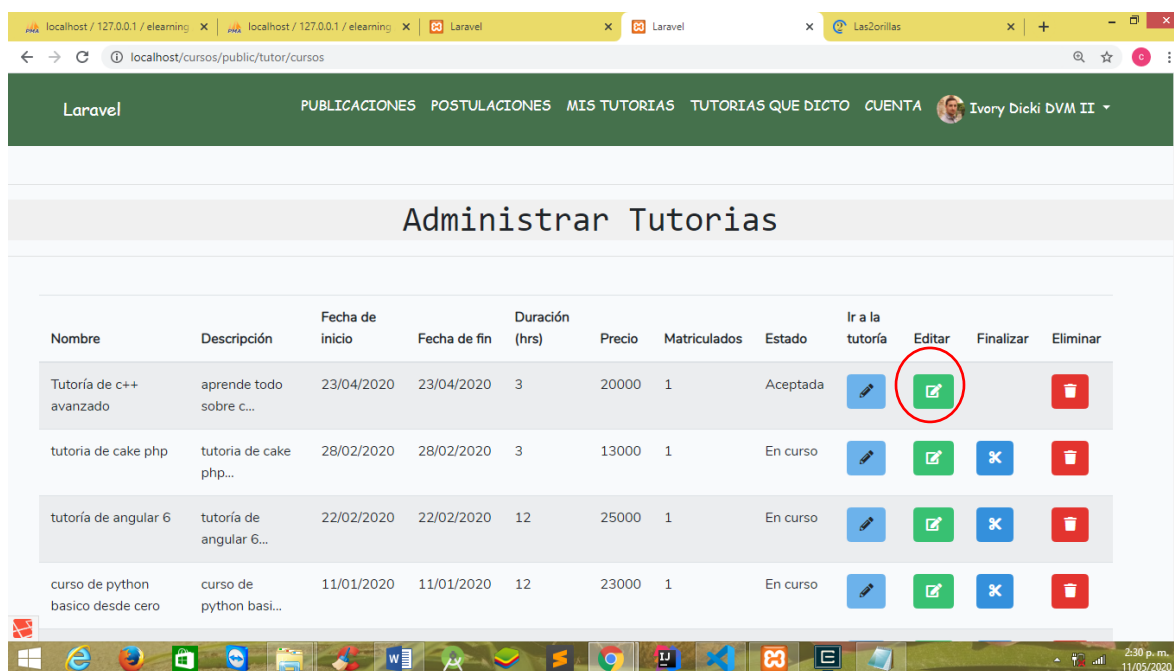 localhost / 127.0.0.1 / elearning
localhost / 127.0.0.1 / elearning
Laravel
Laravel
Las2orillas
localhost/cursos/public/tutor/cursos
Laravel
PUBLICACIONES POSTULACIONES MIS TUTORIAS TUTORIAS QUE DICTO CUENTA Ivory Dicki DVM II
Administrar Tutorias
Nombre Descripción Fecha de inicio Fecha de fin Duración (hrs) Precio Matriculados Estado Ir a la tutoría Editar Finalizar Eliminar
Tutoría de c++ avanzado aprende todo sobre c... 23/04/2020 23/04/2020 3 20000 1 Aceptada
tutoria de cake php tutoria de cake php... 28/02/2020 28/02/2020 3 13000 1 En curso
tutoría de angular 6 tutoría de angular 6... 22/02/2020 22/02/2020 12 25000 1 En curso
curso de python basico desde cero curso de python basi... 11/01/2020 11/01/2020 12 23000 1 En curso
2:30 p. m.